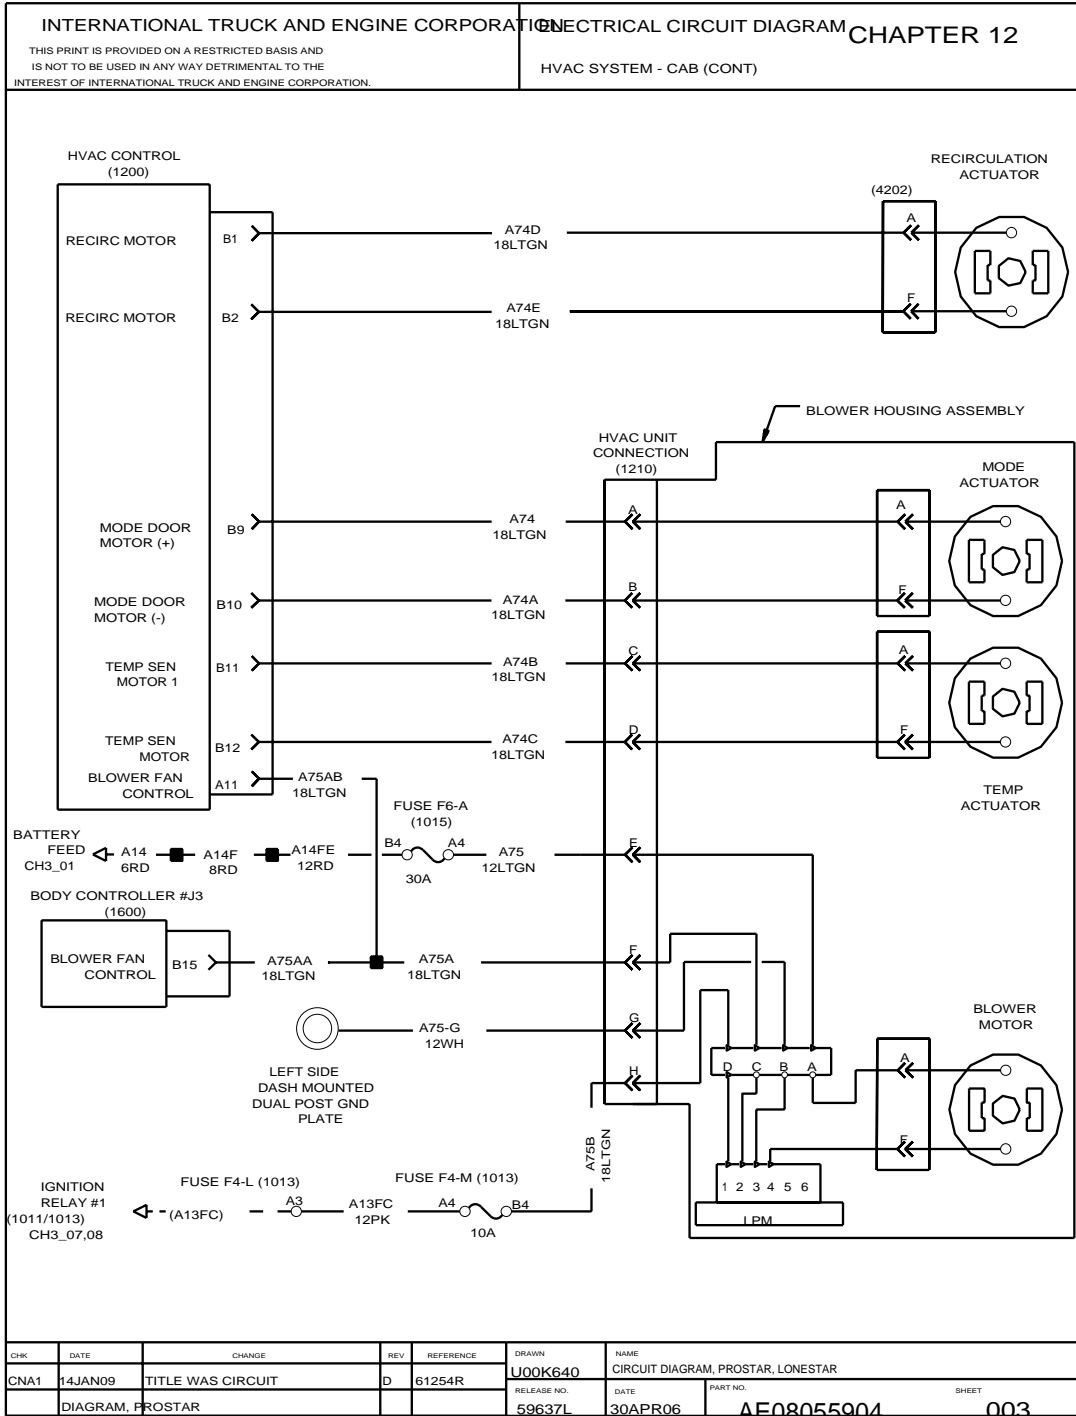 INTERNATIONAL TRUCK AND ENGINE CORPORATION
THIS PRINT IS PROVIDED ON A RESTRICTED BASIS AND
IS NOT TO BE USED IN ANY WAY DETRIMENTAL TO THE
INTEREST OF INTERNATIONAL TRUCK AND ENGINE CORPORATION.
ELECTRICAL CIRCUIT DIAGRAM
CHAPTER 12
HVAC SYSTEM - CAB (CONT)
HVAC CONTROL
(1200)
RECIRCULATION
ACTUATOR
(4202)
RECIRC MOTOR
B1
A74D
18LTGN
A
RECIRC MOTOR
B2
A74E
18LTGN
F
BLOWER HOUSING ASSEMBLY
HVAC UNIT
CONNECTION
(1210)
MODE
ACTUATOR
MODE DOOR
MOTOR (+)
B9
A74
18LTGN
A
A
MODE DOOR
MOTOR (-)
B10
A74A
18LTGN
B
F
TEMP SEN
MOTOR 1
B11
A74B
18LTGN
C
A
TEMP SEN
MOTOR
B12
A74C
18LTGN
D
F
TEMP
ACTUATOR
BLOWER FAN
CONTROL
A11
A75AB
18LTGN
FUSE F6-A
(1015)
BATTERY
FEED
CH3_01
A14
6RD
A14F
8RD
A14FE
12RD
B4
A4
30A
A75
12LTGN
E
BODY CONTROLLER #J3
(1600)
BLOWER FAN
CONTROL
B15
A75AA
18LTGN
A75A
18LTGN
F
A75-G
12WH
G
LEFT SIDE
DASH MOUNTED
DUAL POST GND
PLATE
H
BLOWER
MOTOR
D C B A
A
F
A75B
18LTGN
1 2 3 4 5 6
LPM
IGNITION
RELAY #1
(1011/1013)
CH3_07,08
(A13FC)
FUSE F4-L (1013)
A3
A13FC
12PK
FUSE F4-M (1013)
A4
B4
10A
CHK DATE CHANGE REV REFERENCE
CNA1 14JAN09 TITLE WAS CIRCUIT D 61254R
DIAGRAM, PROSTAR
DRAWN
U00K640
NAME
CIRCUIT DIAGRAM, PROSTAR, LONESTAR
RELEASE NO.
59637L
DATE
30APR06
PART NO.
AE08055904
SHEET
003